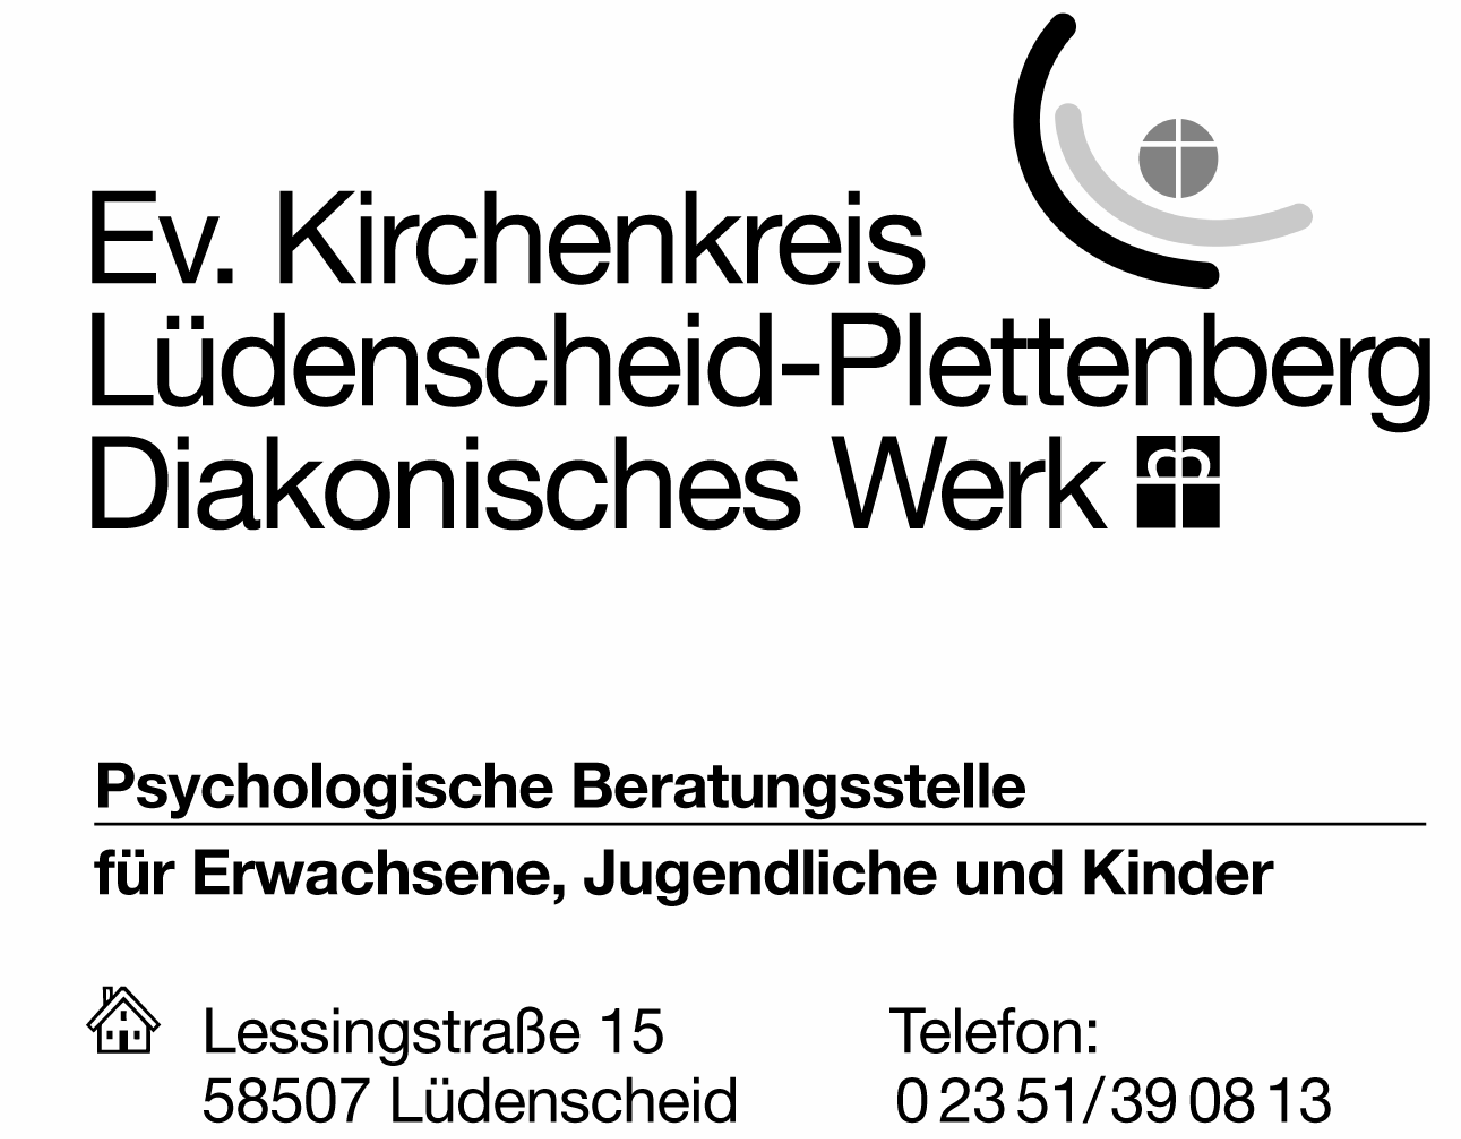 Ev. Kirchenkreis
Lüdenscheid-Plettenberg
Diakonisches Werk
Psychologische Beratungsstelle
für Erwachsene, Jugendliche und Kinder
Lessingstraße 15
58507 Lüdenscheid
Telefon:
0 23 51/39 08 13